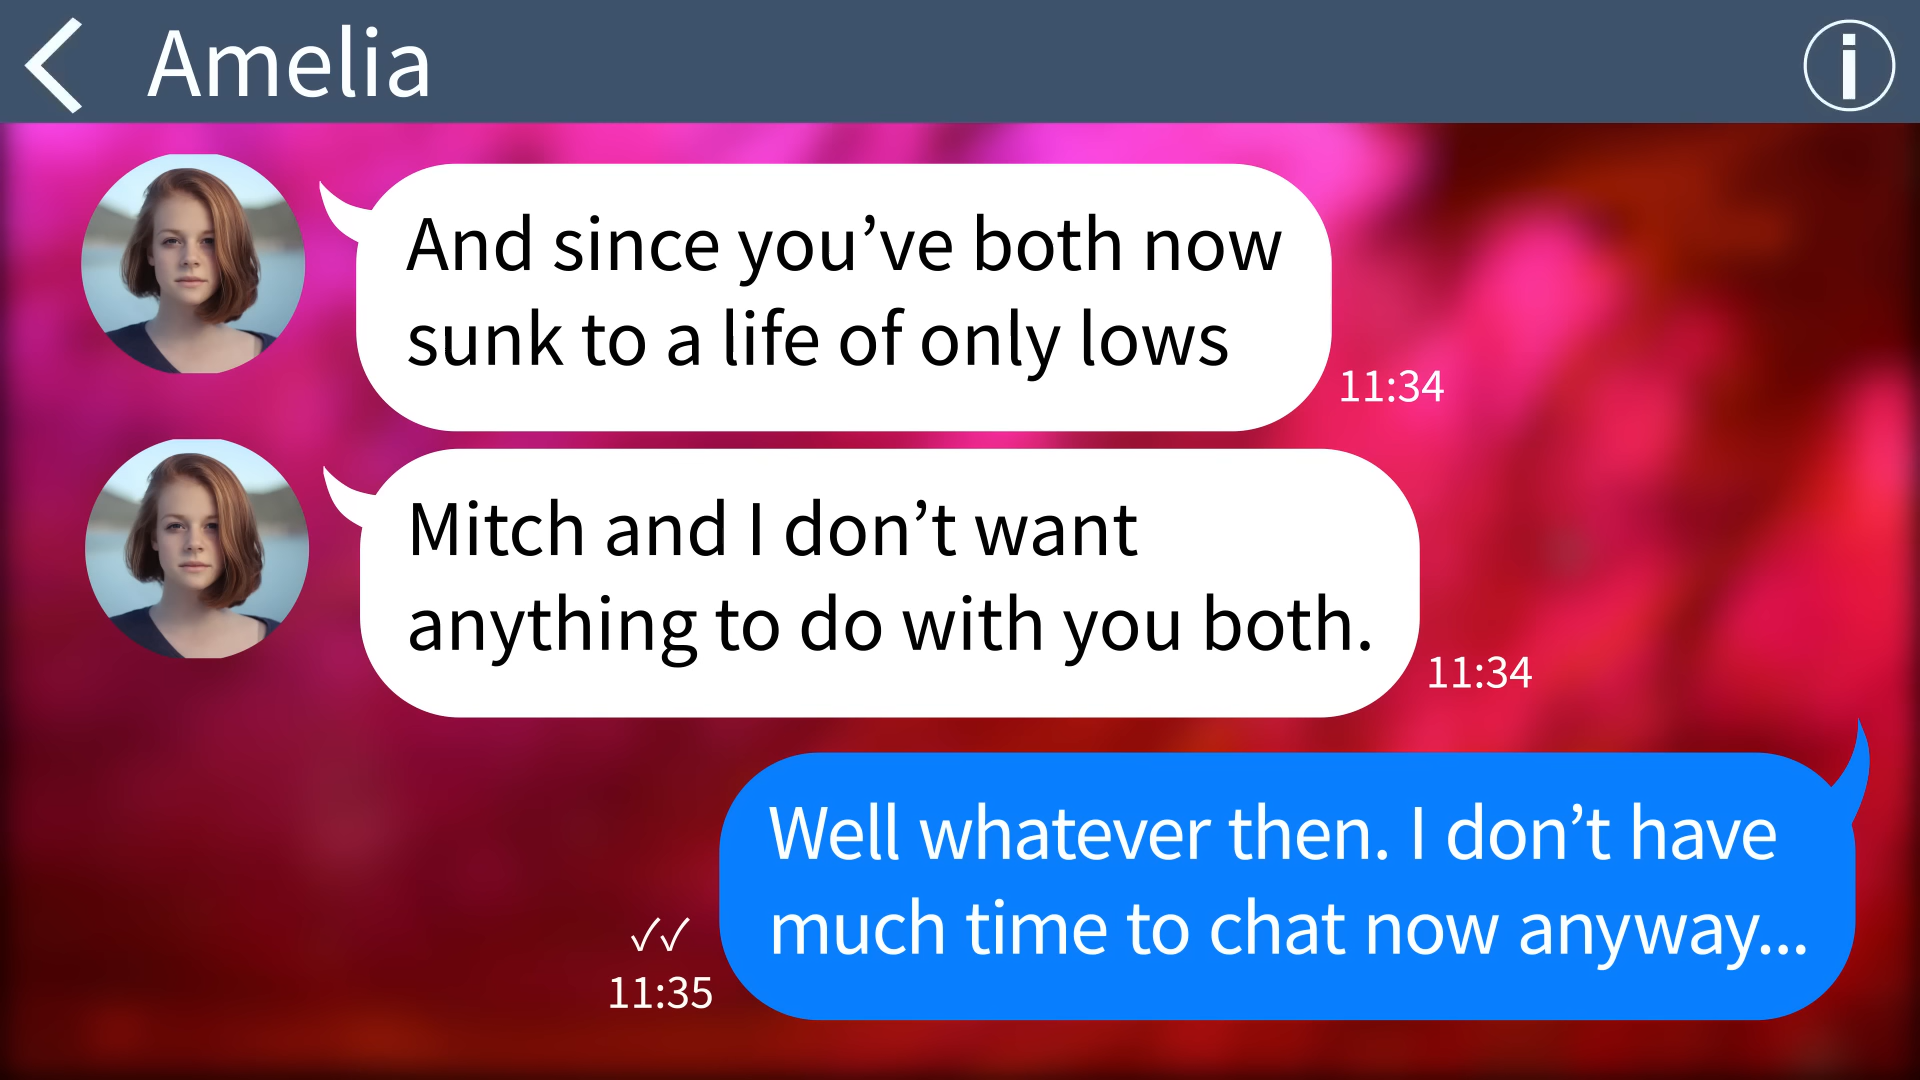 Amelia
And since you’ve both now
sunk to a life of only lows
11:34
Mitch and I don’t want
anything to do with you both.
11:34
Well whatever then. I don’t have
much time to chat now anyway...
✓✓
11:35